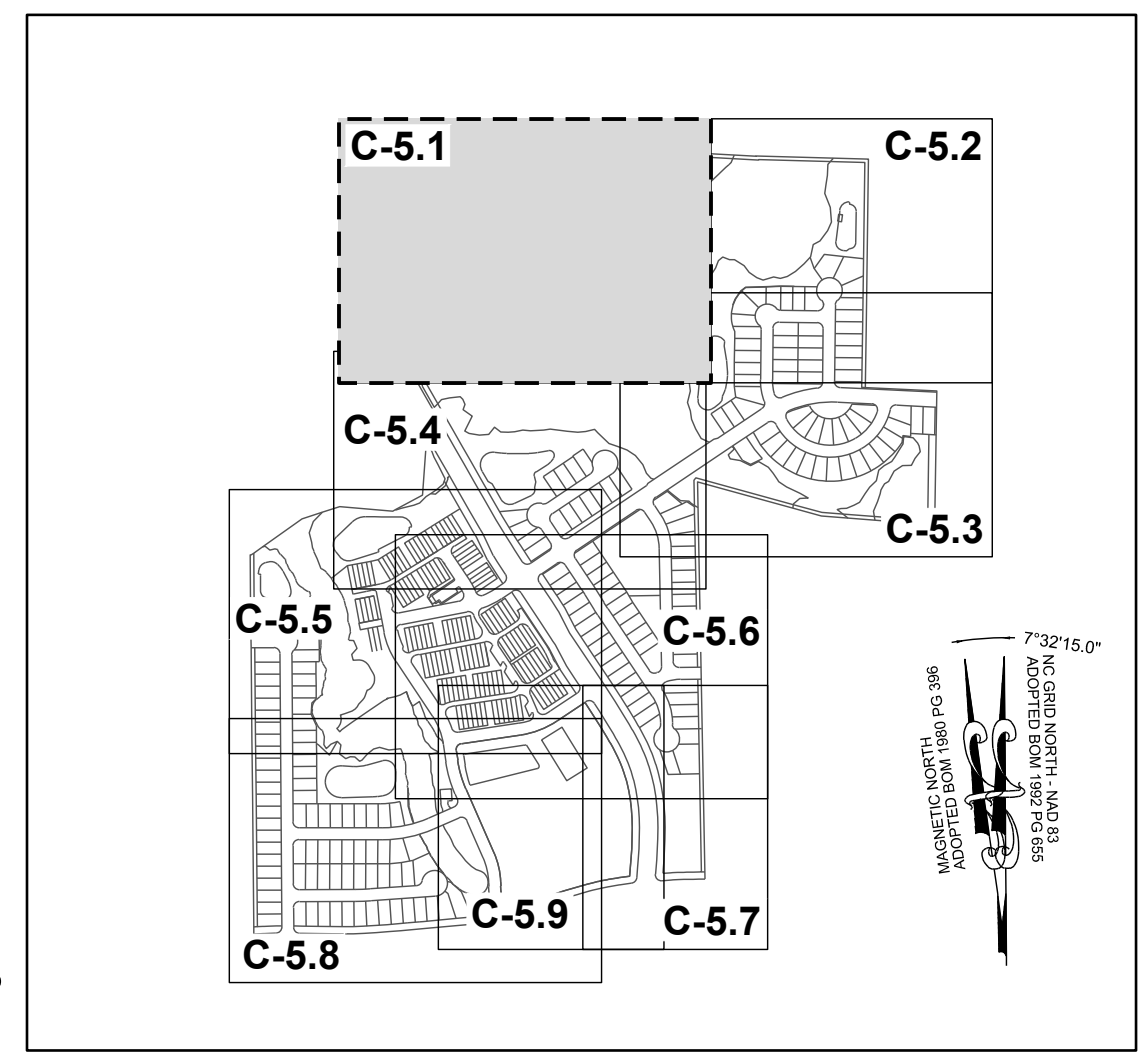 C-5.1
C-5.2
C-5.4
C-5.3
C-5.5
C-5.6
7°32'15.0"
NC GRID NORTH - NAD 83
ADOPTED BOM 1992 PG 655
MAGNETIC NORTH
ADOPTED BOM 1980 PG 396
C-5.9
C-5.7
C-5.8